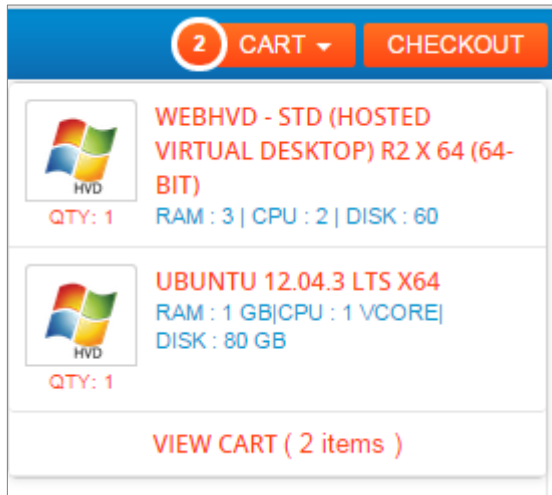 2 CART CHECKOUT
WEBHVD - STD (HOSTED
VIRTUAL DESKTOP) R2 X 64 (64-
BIT)
HVD
QTY: 1
RAM : 3 | CPU : 2 | DISK : 60
UBUNTU 12.04.3 LTS X64
RAM : 1 GB|CPU : 1 VCORE|
DISK : 80 GB
HVD
QTY: 1
VIEW CART ( 2 items )